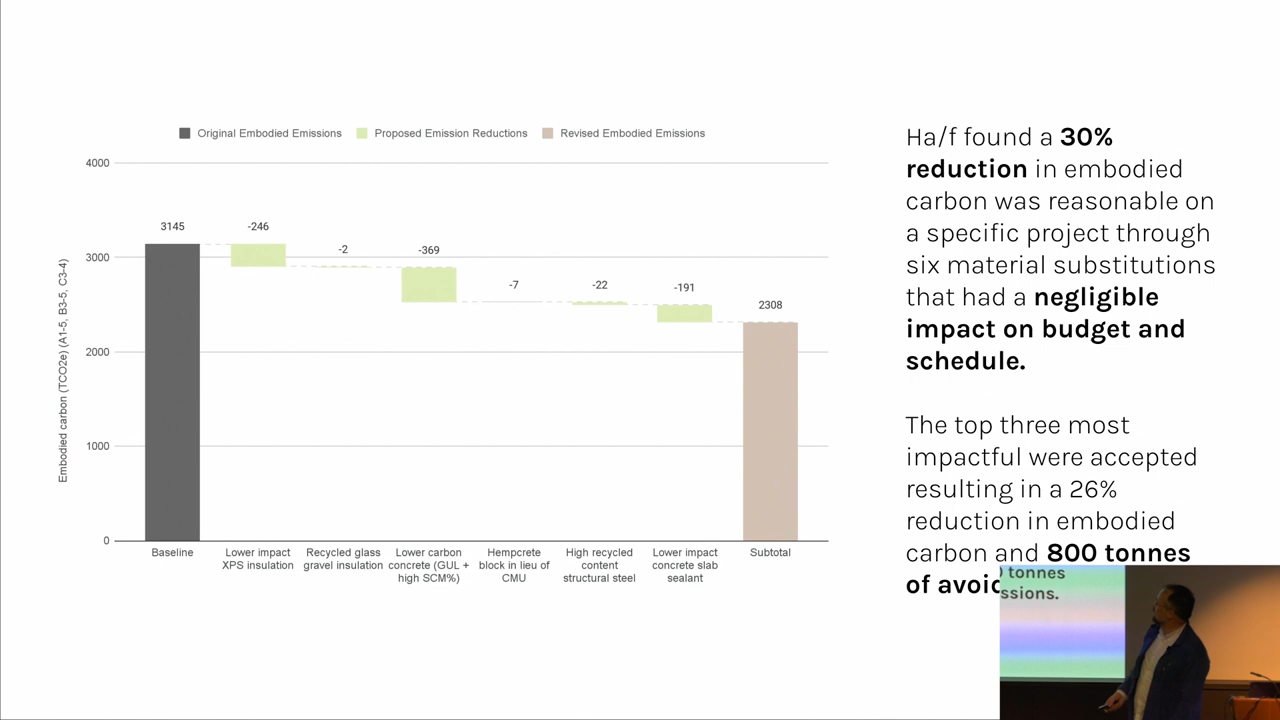 Original Embodied Emissions
Proposed Emission Reductions
Revised Embodied Emissions
4000
3000
2000
1000
0
Embodied carbon (TCO2e) (A1-5, B3-5, C3-4)
3145
-246
-2
-369
-7
-22
-191
2308
Baseline
Lower impact
XPS insulation
Recycled glass
gravel insulation
Lower carbon
concrete (GUL +
high SCM%)
Hempcrete
block in lieu of
CMU
High recycled
content
structural steel
Lower impact
concrete slab
sealant
Subtotal
Ha/f found a 30%
reduction in embodied
carbon was reasonable on
a specific project through
six material substitutions
that had a negligible
impact on budget and
schedule.
The top three most
impactful were accepted
resulting in a 26%
reduction in embodied
carbon and 800 tonnes
of
tonnes